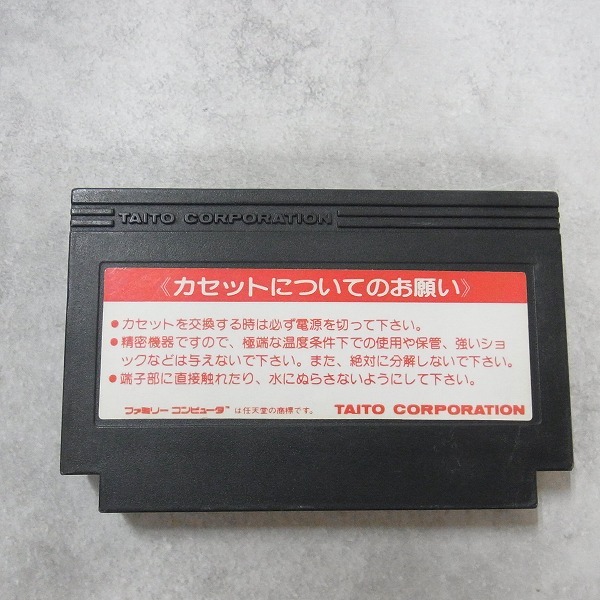 TAITO CORPORATION
《カセットについてのお願い》
●カセットを交換する時は必ず電源を切って下さい。
●精密機器ですので、極端な温度条件下での使用や保管、強いショ
ックなどは与えないで下さい。また、絶対に分解しないで下さい。
●端子部に直接触れたり、水にぬらさないようにして下さい。
ファミリーコンピュータ™は任天堂の商標です。 TAITO CORPORATION